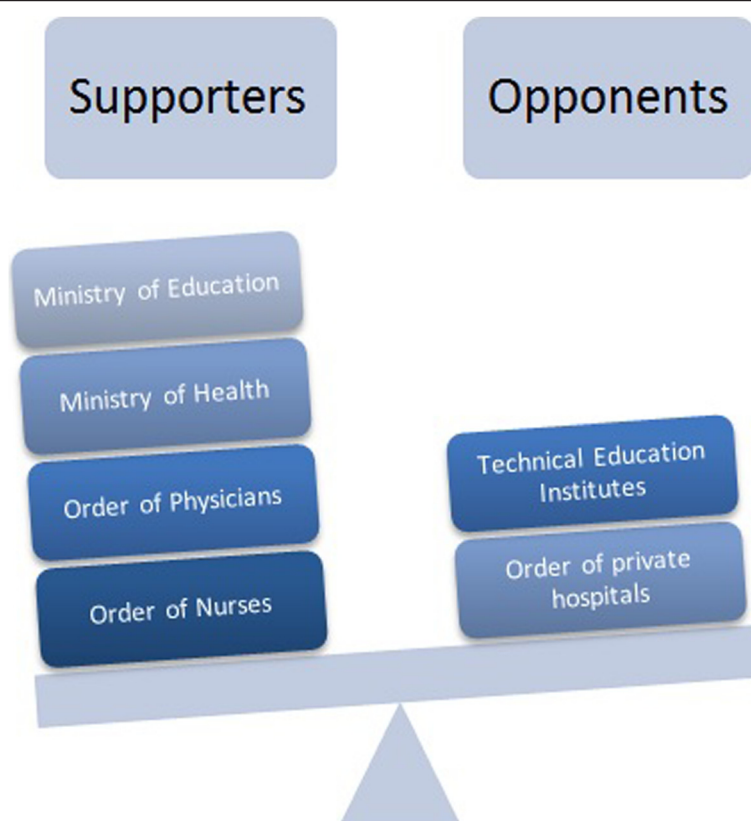 Supporters
Opponents
Ministry of Education
Ministry of Health
Order of Physicians
Order of Nurses
Technical Education
Institutes
Order of private
hospitals